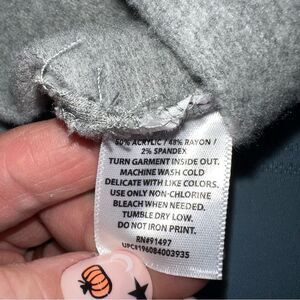 50% ACRYLIC / 48% RAYON /
2% SPANDEX
TURN GARMENT INSIDE OUT.
MACHINE WASH COLD
DELICATE WITH LIKE COLORS.
USE ONLY NON-CHLORINE
BLEACH WHEN NEEDED.
TUMBLE DRY LOW.
DO NOT IRON PRINT.
RN#91497
UPC#196084003935